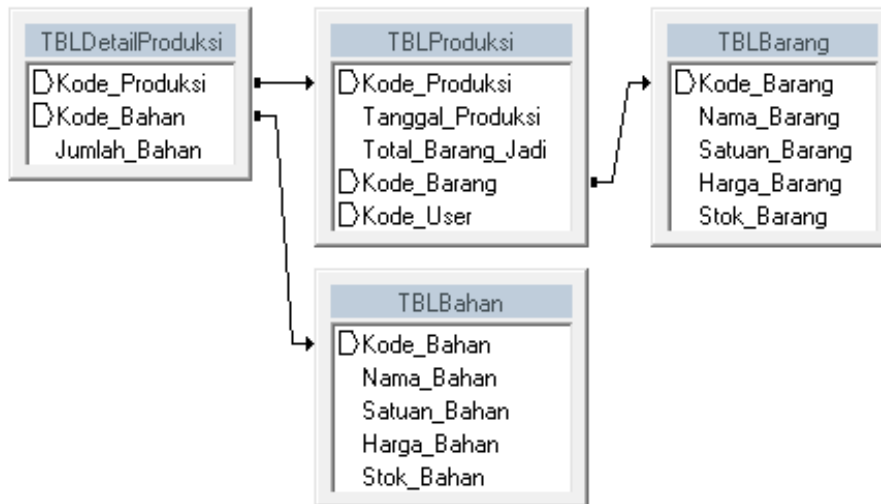 TBLDetailProduksi
Kode_Produksi
Kode_Bahan
Jumlah_Bahan
TBLProduksi
Kode_Produksi
Tanggal_Produksi
Total_Barang_Jadi
Kode_Barang
Kode_User
TBLBarang
Kode_Barang
Nama_Barang
Satuan_Barang
Harga_Barang
Stok_Barang
TBLBahan
Kode_Bahan
Nama_Bahan
Satuan_Bahan
Harga_Bahan
Stok_Bahan